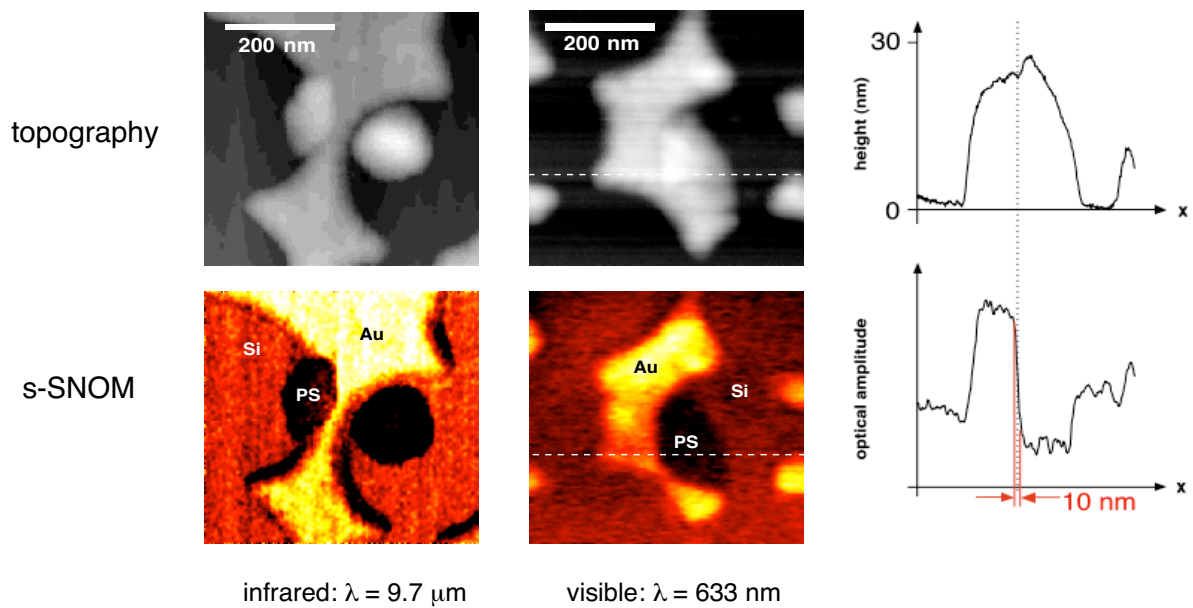 topography
200 nm
200 nm
30
height (nm)
0
x
s-SNOM
Si
Au
PS
Au
Si
PS
optical amplitude
x
10 nm
infrared: λ = 9.7 μm
visible: λ = 633 nm